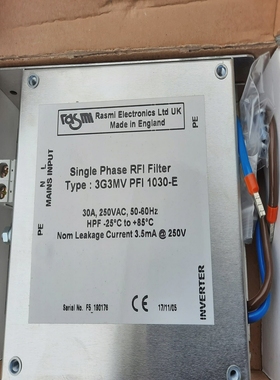 rasmi
Rasmi Electronics Ltd UK
Made in England
PE
PE N L
MAINS INPUT
Single Phase RFI Filter
Type : 3G3MV PFI 1030-E
30A, 250VAC, 50-60Hz
HPF -25°C to +85°C
Nom Leakage Current 3.5mA @ 250V
INVERTER
Serial No. F5_190176
17/11/05
CE